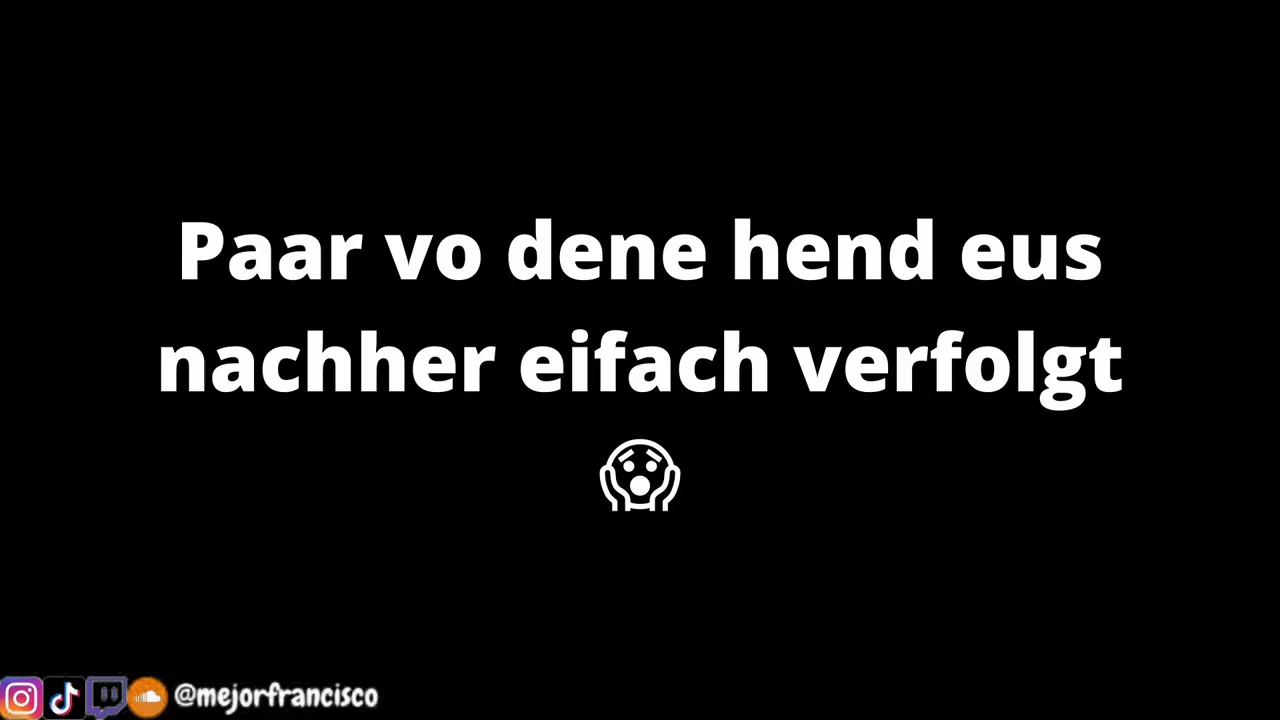 Paar vo dene hend eus
nachher eifach verfolgt
😱
@mejorfrancisco